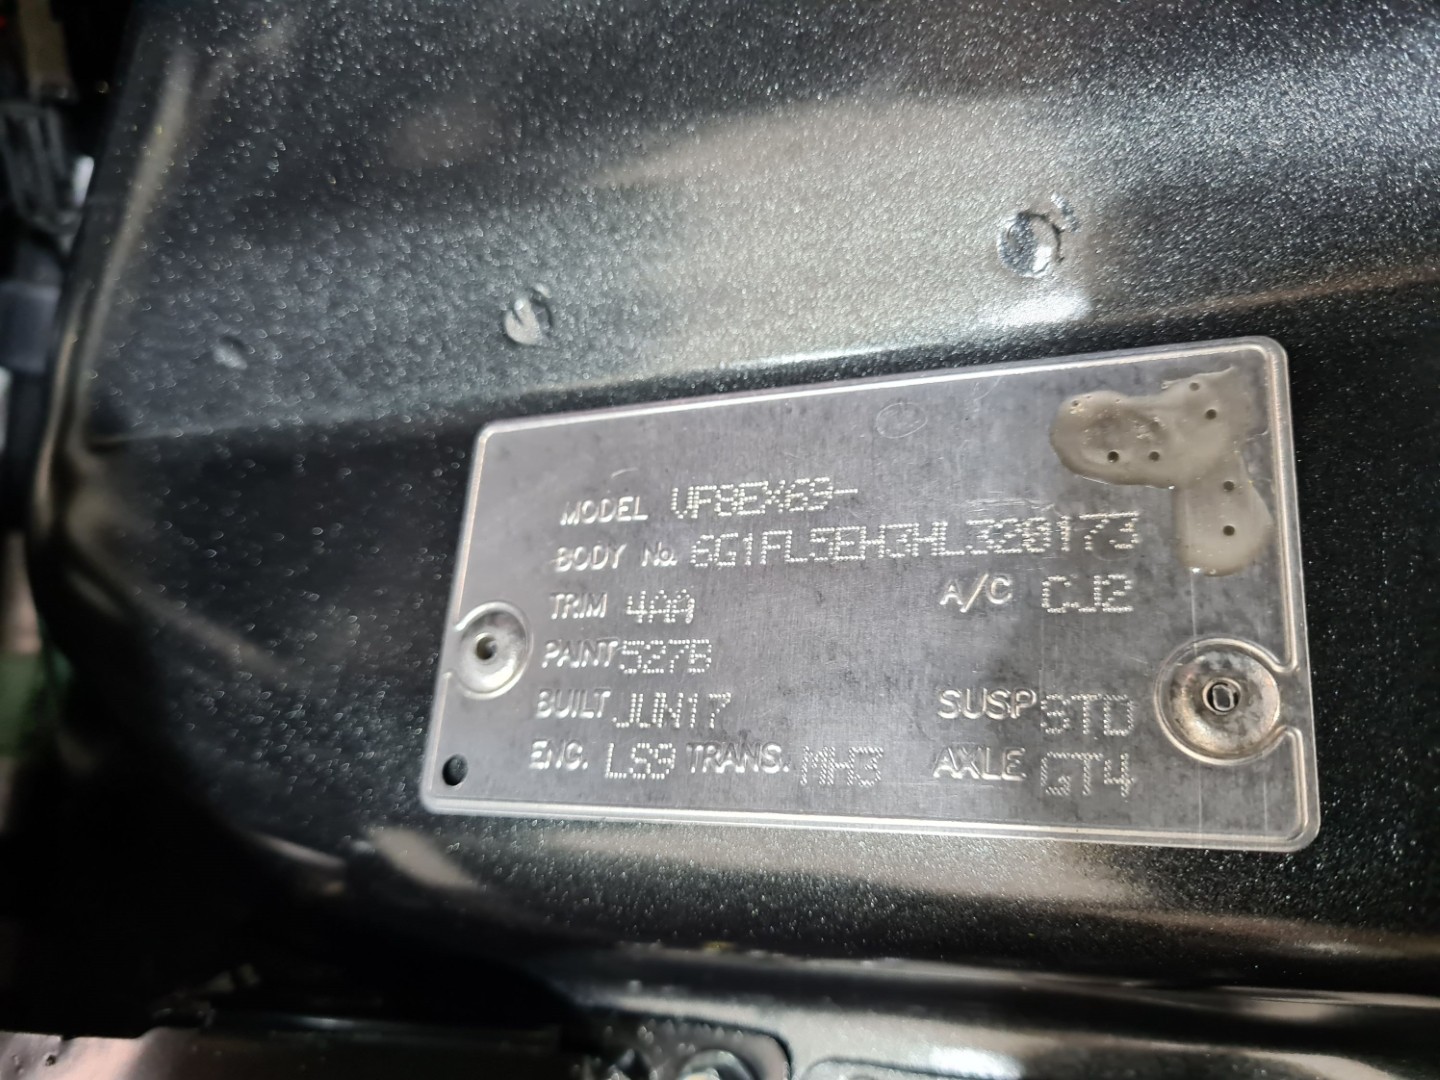 MODEL VF8EX69-
BODY No. 6G1FL5EH3HL320173
TRIM 4AA A/C CJ2
PAINT 527B
BUILT JUN17 SUSP STD
ENG. LS9 TRANS. MH3 AXLE GT4